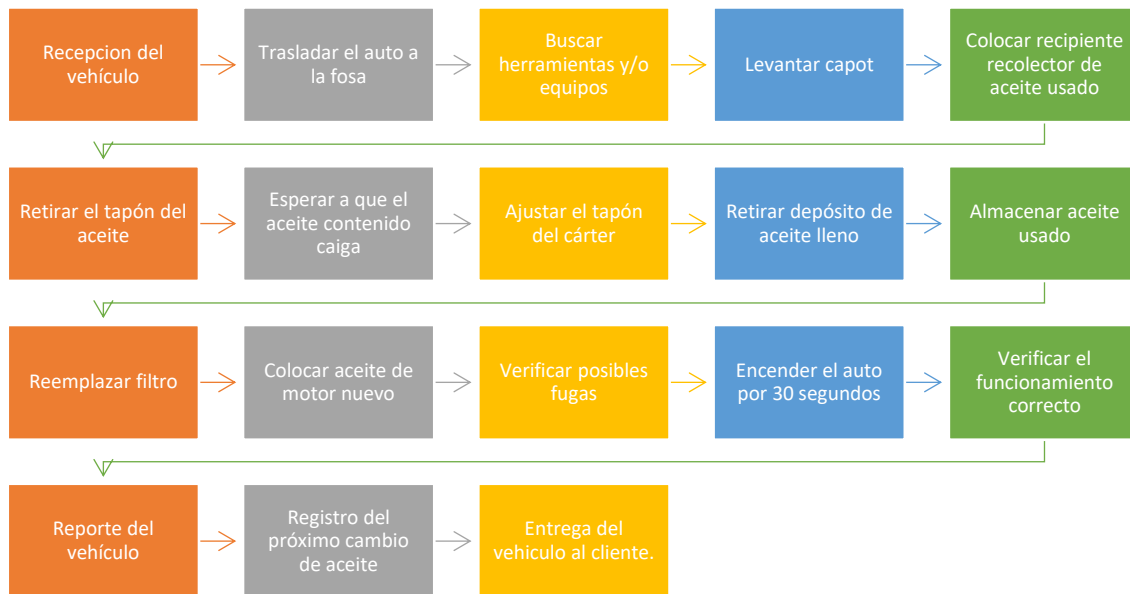 Recepcion del
vehículo
Trasladar el auto a
la fosa
Buscar
herramientas y/o
equipos
Levantar capot
Colocar recipiente
recolector de
aceite usado
Retirar el tapón del
aceite
Esperar a que el
aceite contenido
caiga
Ajustar el tapón
del cárter
Retirar depósito de
aceite lleno
Almacenar aceite
usado
Reemplazar filtro
Colocar aceite de
motor nuevo
Verificar posibles
fugas
Encender el auto
por 30 segundos
Verificar el
funcionamiento
correcto
Reporte del
vehículo
Registro del
próximo cambio
de aceite
Entrega del
vehiculo al cliente.